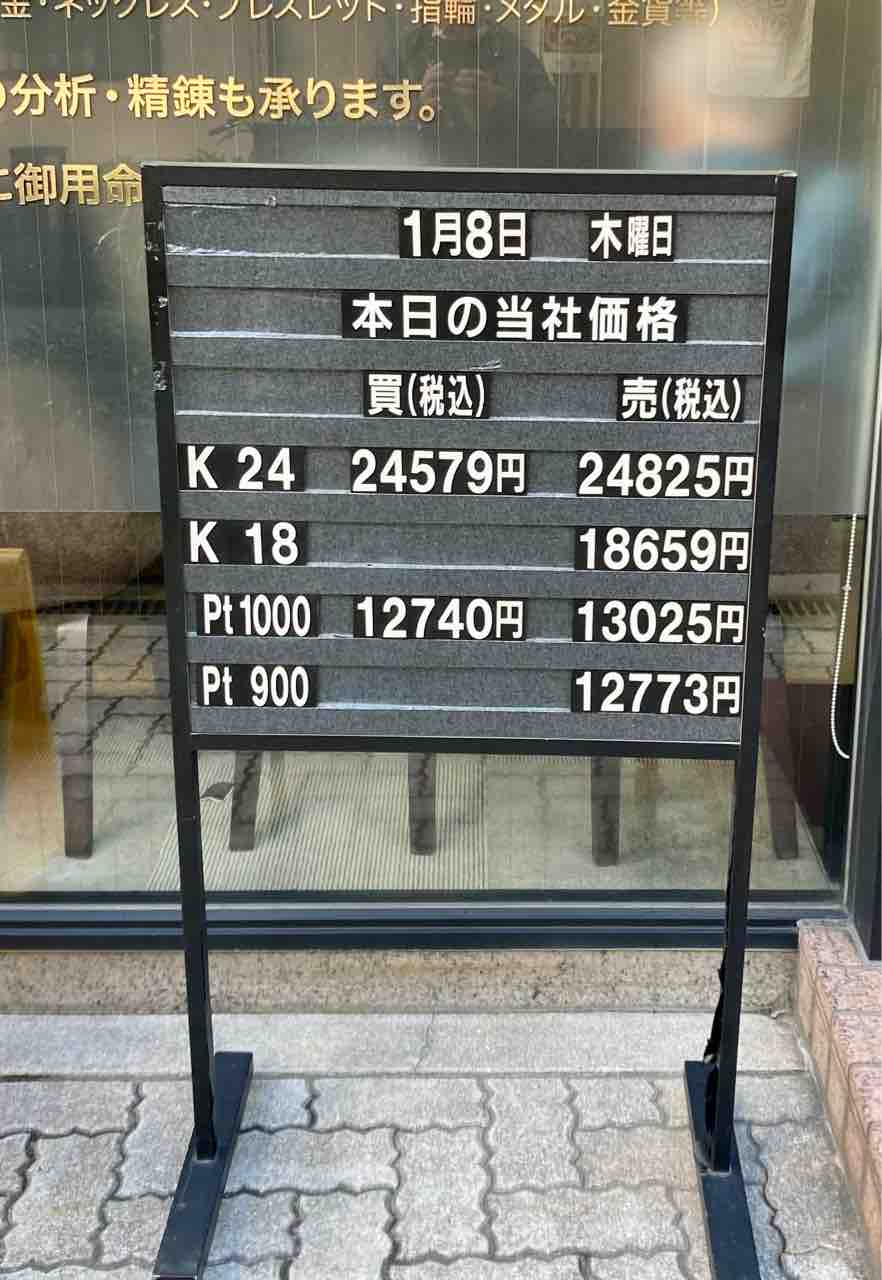 金・ネックレス・ブレスレット・指輪・メダル・金貨等)
分析・精錬も承ります。
御用命
1月8日 木曜日
本日の当社価格
買(税込) 売(税込)
K 24 24579円 24825円
K 18 18659円
Pt1000 12740円 13025円
Pt 900 12773円